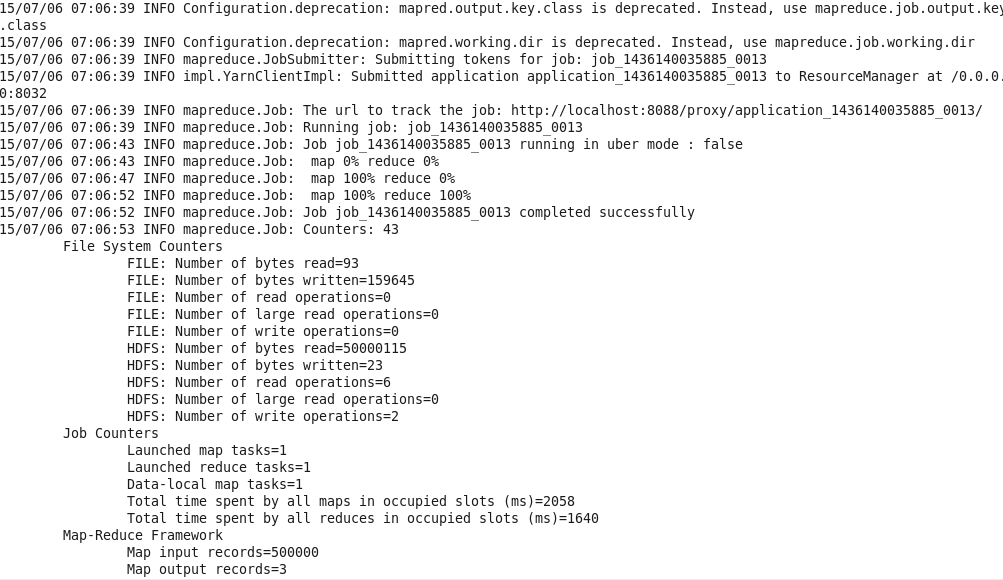 15/07/06 07:06:39 INFO Configuration.deprecation: mapred.output.key.class is deprecated. Instead, use mapreduce.job.output.key
.class
15/07/06 07:06:39 INFO Configuration.deprecation: mapred.working.dir is deprecated. Instead, use mapreduce.job.working.dir
15/07/06 07:06:39 INFO mapreduce.JobSubmitter: Submitting tokens for job: job_1436140035885_0013
15/07/06 07:06:39 INFO impl.YarnClientImpl: Submitted application application_1436140035885_0013 to ResourceManager at /0.0.0.
0:8032
15/07/06 07:06:39 INFO mapreduce.Job: The url to track the job: http://localhost:8088/proxy/application_1436140035885_0013/
15/07/06 07:06:39 INFO mapreduce.Job: Running job: job_1436140035885_0013
15/07/06 07:06:43 INFO mapreduce.Job: Job job_1436140035885_0013 running in uber mode : false
15/07/06 07:06:43 INFO mapreduce.Job:  map 0% reduce 0%
15/07/06 07:06:47 INFO mapreduce.Job:  map 100% reduce 0%
15/07/06 07:06:52 INFO mapreduce.Job:  map 100% reduce 100%
15/07/06 07:06:52 INFO mapreduce.Job: Job job_1436140035885_0013 completed successfully
15/07/06 07:06:53 INFO mapreduce.Job: Counters: 43
File System Counters
FILE: Number of bytes read=93
FILE: Number of bytes written=159645
FILE: Number of read operations=0
FILE: Number of large read operations=0
FILE: Number of write operations=0
HDFS: Number of bytes read=50000115
HDFS: Number of bytes written=23
HDFS: Number of read operations=6
HDFS: Number of large read operations=0
HDFS: Number of write operations=2
Job Counters
Launched map tasks=1
Launched reduce tasks=1
Data-local map tasks=1
Total time spent by all maps in occupied slots (ms)=2058
Total time spent by all reduces in occupied slots (ms)=1640
Map-Reduce Framework
Map input records=500000
Map output records=3